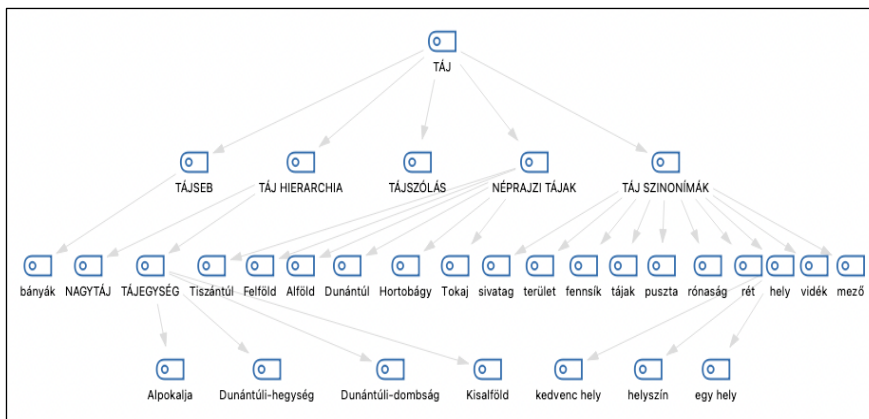 TÁJ
TÁJSEB TÁJ HIERARCHIA TÁJSZÓLÁS NÉPRAJZI TÁJAK TÁJ SZINONÍMÁK
bányák NAGYTÁJ TÁJEGYSÉG Tiszántúl Felföld Alföld Dunántúl Hortobágy Tokaj sivatag terület fennsík tájak puszta rónaság rét hely vidék mező
Alpokalja Dunántúli-hegység Dunántúli-dombság Kisalföld kedvenc hely helyszín egy hely